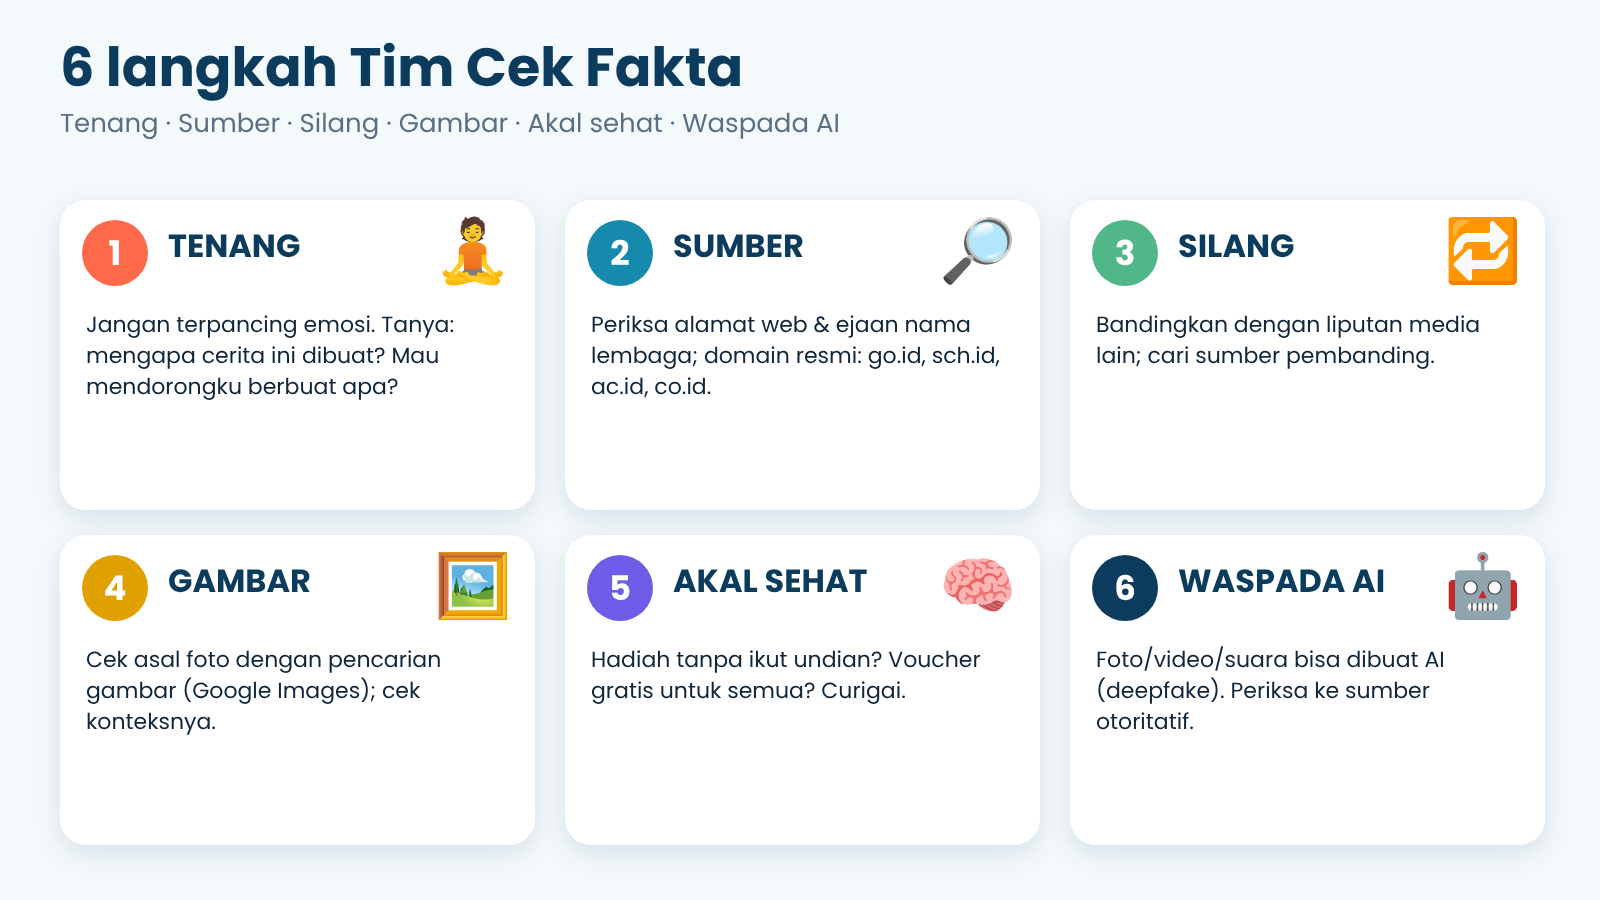 6 langkah Tim Cek Fakta
Tenang · Sumber · Silang · Gambar · Akal sehat · Waspada AI
1 TENANG
Jangan terpancing emosi. Tanya:
mengapa cerita ini dibuat? Mau
mendorongku berbuat apa?
2 SUMBER
Periksa alamat web & ejaan nama
lembaga; domain resmi: go.id, sch.id,
ac.id, co.id.
3 SILANG
Bandingkan dengan liputan media
lain; cari sumber pembanding.
4 GAMBAR
Cek asal foto dengan pencarian
gambar (Google Images); cek
konteksnya.
5 AKAL SEHAT
Hadiah tanpa ikut undian? Voucher
gratis untuk semua? Curigai.
6 WASPADA AI
Foto/video/suara bisa dibuat AI
(deepfake). Periksa ke sumber
otoritatif.